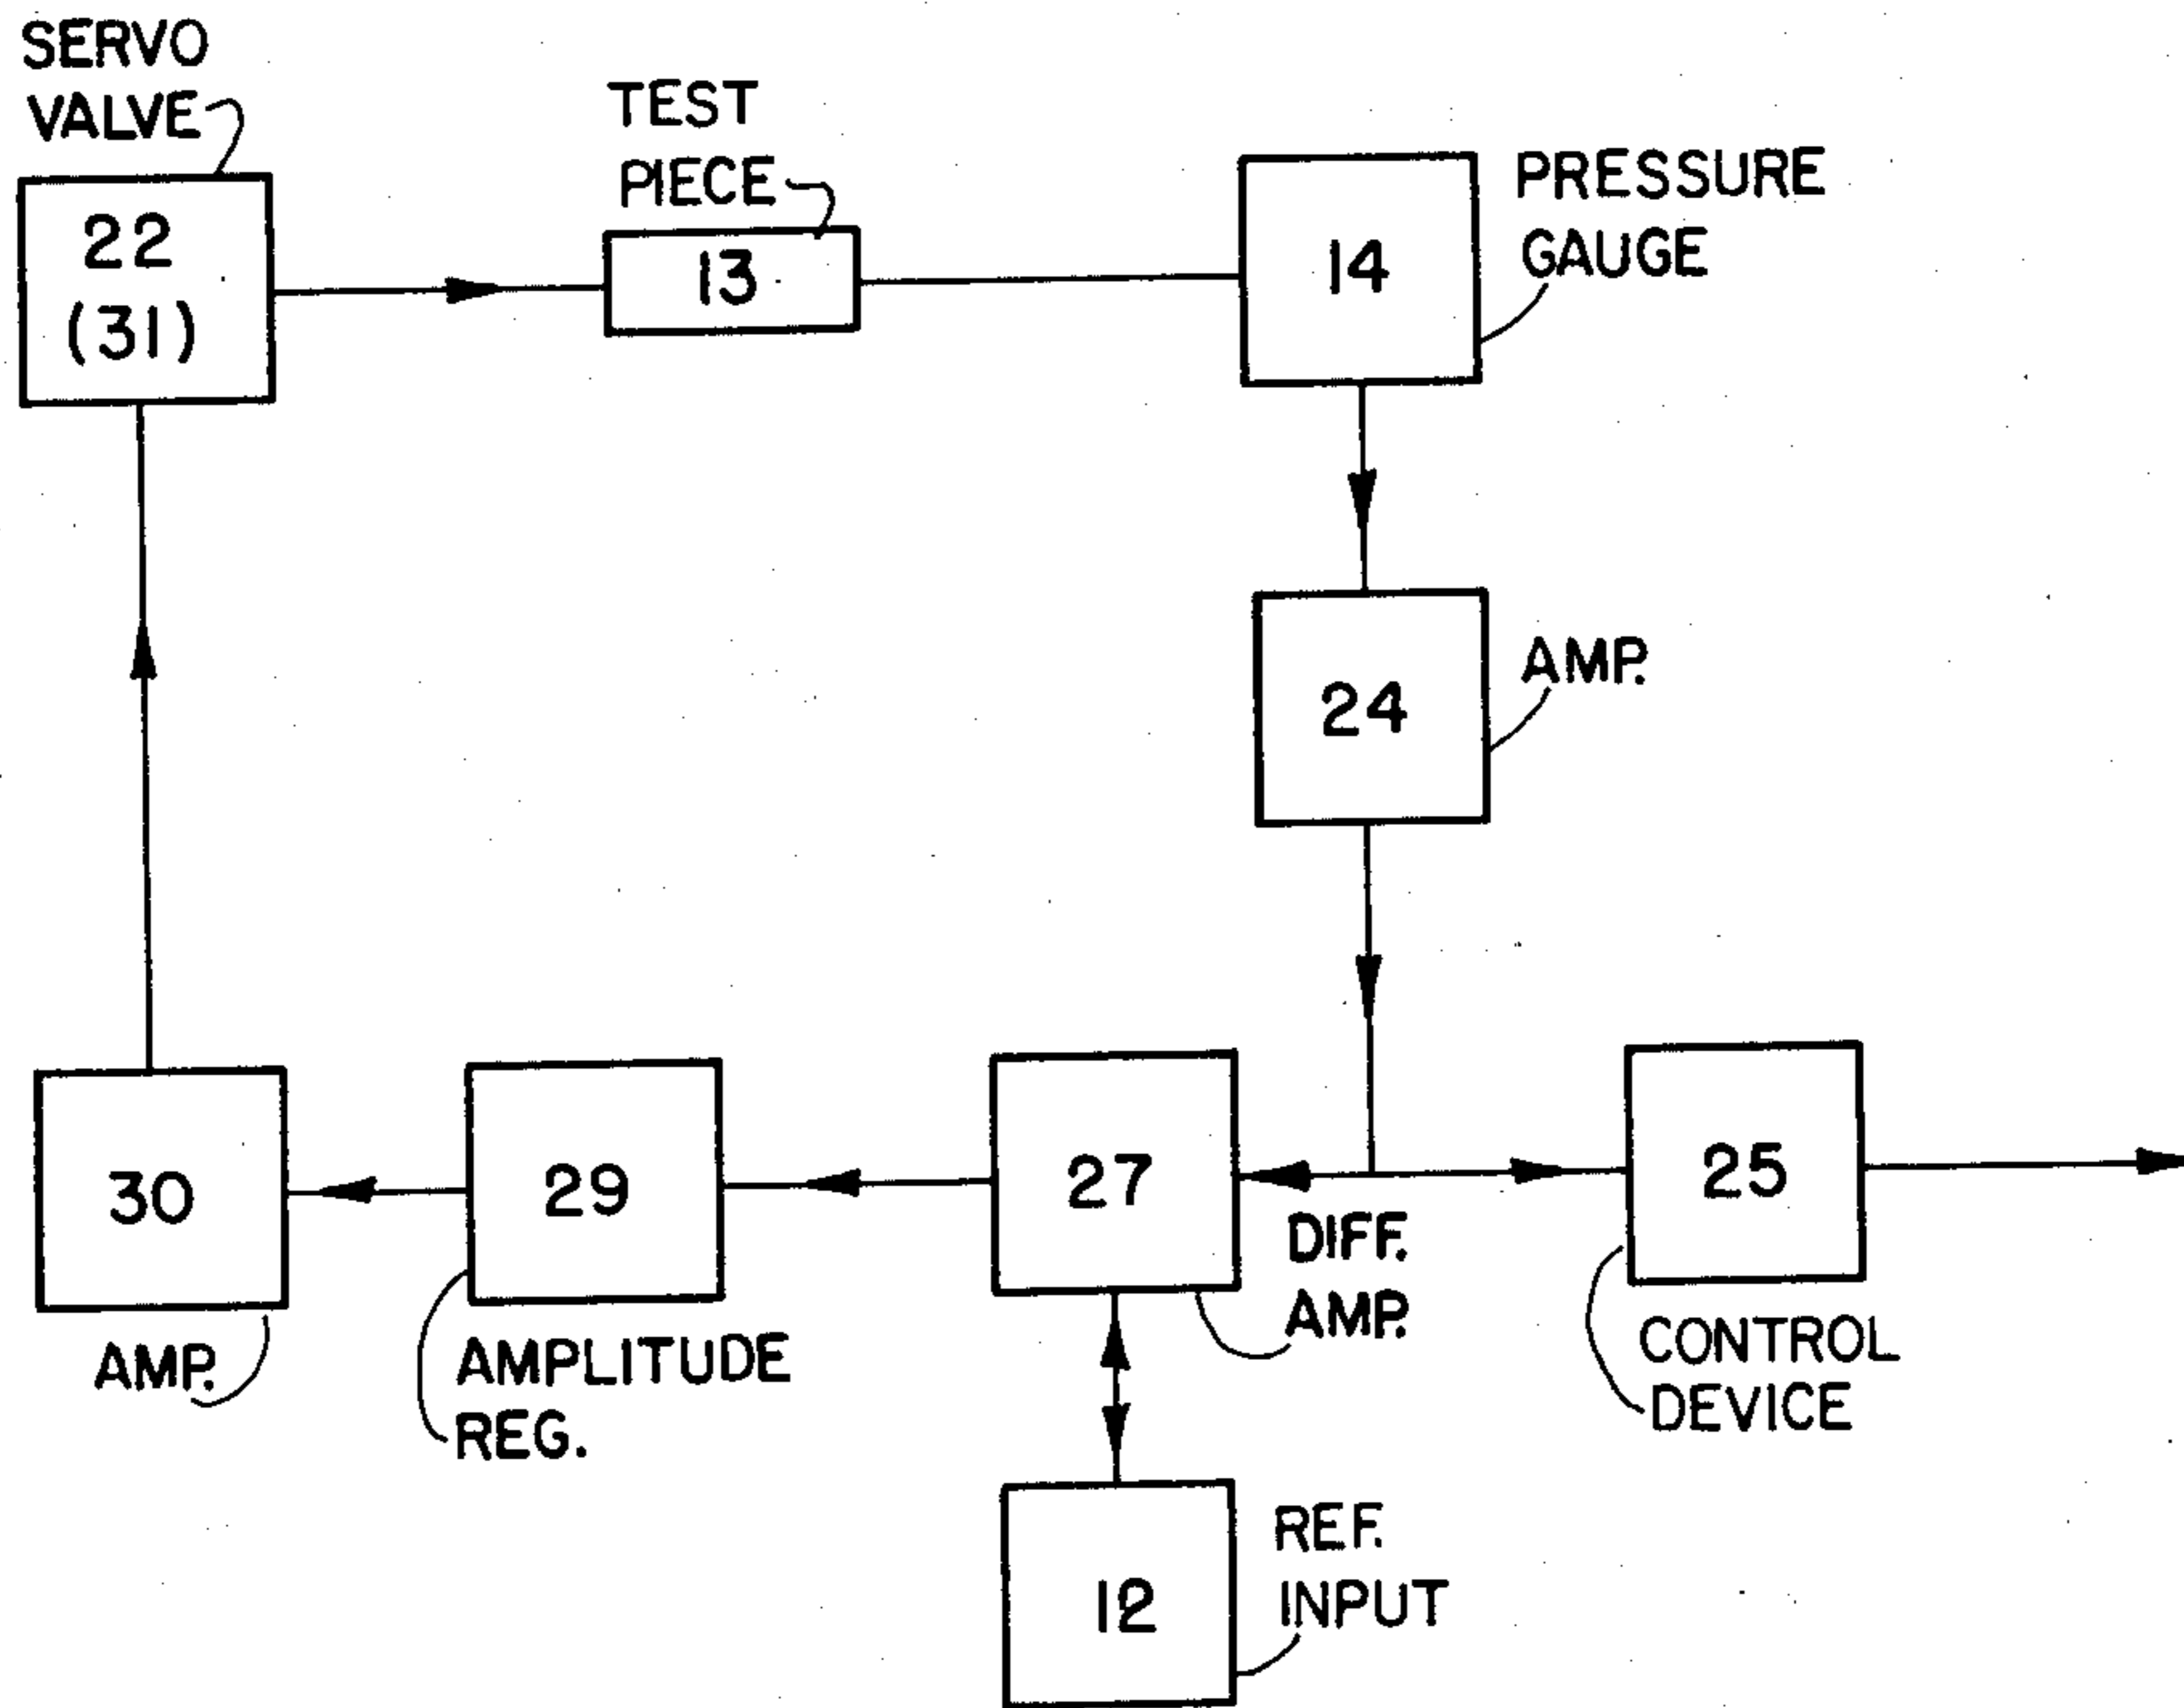 SERVO
VALVE
22
(31)
TEST
PIECE
13
14
PRESSURE
GAUGE
24
AMP.
30
AMP.
29
AMPLITUDE
REG.
27
DIFF.
AMP.
25
CONTROL
DEVICE
12
REF.
INPUT